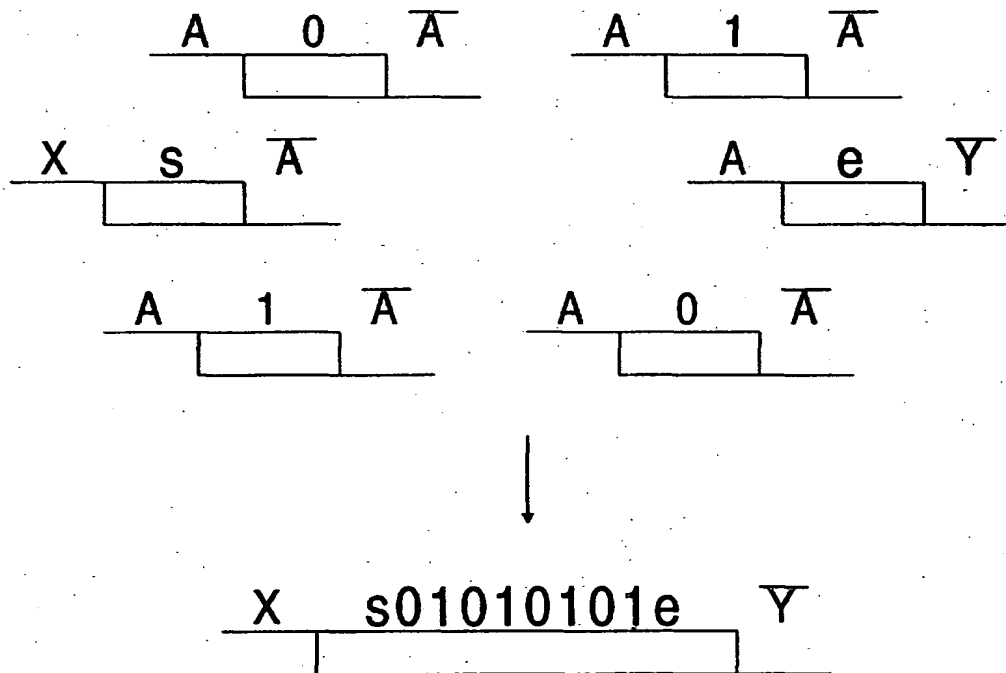 A 0 A̅ A 1 A̅
X s A̅ A e Y̅
A 1 A̅ A 0 A̅
X s01010101e Y̅